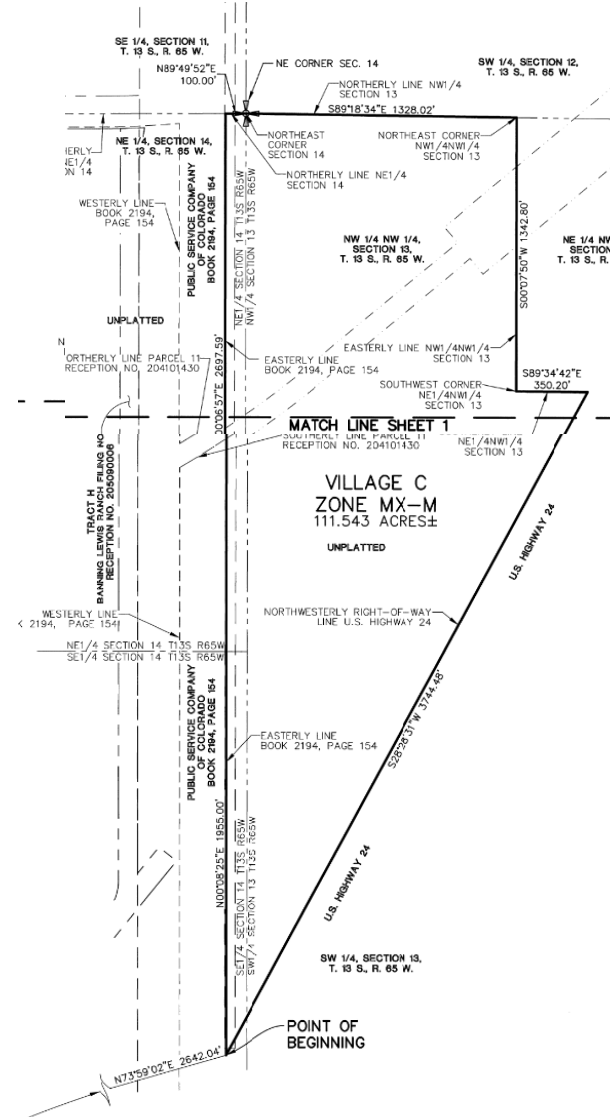 SE 1/4, SECTION 11,
T. 13 S., R. 65 W.
N89°49'52"E
100.00'
NE CORNER SEC. 14
SW 1/4, SECTION 12,
T. 13 S., R. 65 W.
NORTHERLY LINE NW1/4
SECTION 13
S89°18'34"E 1328.02'
NE 1/4, SECTION 14,
T. 13 S., R. 65 W.
NE1/4
ON 14
NORTHEAST
CORNER
SECTION 14
NORTHEAST CORNER
NW1/4NW1/4
SECTION 13
NORTHERLY LINE NE1/4
SECTION 14
WESTERLY LINE
BOOK 2194,
PAGE 154
PUBLIC SERVICE COMPANY
OF COLORADO
BOOK 2194, PAGE 154
NE1/4 SECTION 14 T13S R65W
NW1/4 SECTION 13 T13S R65W
NW 1/4 NW 1/4,
SECTION 13,
T. 13 S., R. 65 W.
S00°07'50"W 1342.80'
NE 1/4 NW
SECTION
T. 13 S., R.
UNPLATTED
N
ORTHERLY LINE PARCEL 11
RECEPTION NO. 204101430
00°06'57"E 2697.59'
EASTERLY LINE
BOOK 2194, PAGE 154
EASTERLY LINE NW1/4NW1/4
SECTION 13
S89°34'42"E
350.20'
SOUTHWEST CORNER
NE1/4NW1/4
SECTION 13
MATCH LINE SHEET 1
SOUTHERLY LINE PARCEL 11
RECEPTION NO. 204101430
NE1/4NW1/4
SECTION 13
TRACT H
BANNING LEWIS RANCH FILING NO
RECEPTION NO. 205090006
VILLAGE C
ZONE MX-M
111.543 ACRES±
UNPLATTED
U.S. HIGHWAY 24
WESTERLY LINE
K 2194, PAGE 154
NORTHWESTERLY RIGHT-OF-WAY
LINE U.S. HIGHWAY 24
NE1/4 SECTION 14 T13S R65W
SE1/4 SECTION 14 T13S R65W
PUBLIC SERVICE COMPANY
OF COLORADO
BOOK 2194, PAGE 154
EASTERLY LINE
BOOK 2194, PAGE 154
S28°28'31"W 3744.48'
N00°08'25"E 1955.00'
SE1/4 SECTION 14 T13S R65W
SW1/4 SECTION 13 T13S R65W
U.S. HIGHWAY 24
SW 1/4, SECTION 13,
T. 13 S., R. 65 W.
POINT OF
BEGINNING
N73°59'02"E 2642.04'